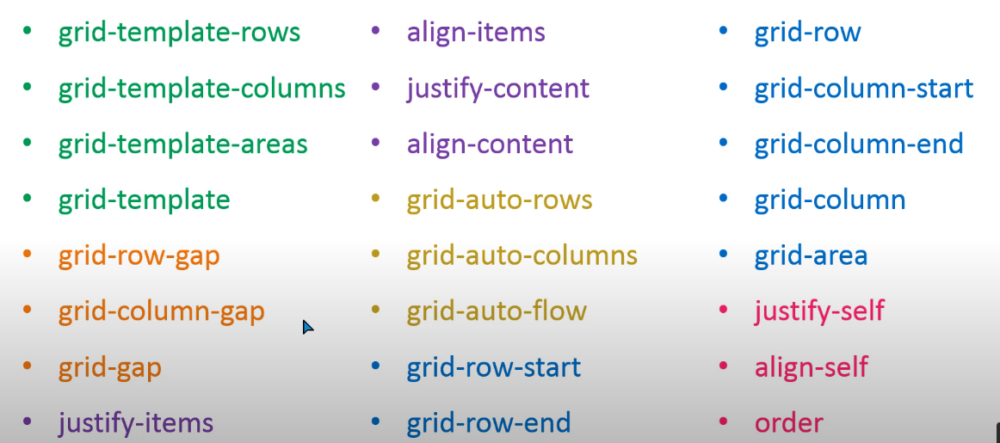 • grid-template-rows
• grid-template-columns
• grid-template-areas
• grid-template
• grid-row-gap
• grid-column-gap
• grid-gap
• justify-items
• align-items
• justify-content
• align-content
• grid-auto-rows
• grid-auto-columns
• grid-auto-flow
• grid-row-start
• grid-row-end
• grid-row
• grid-column-start
• grid-column-end
• grid-column
• grid-area
• justify-self
• align-self
• order